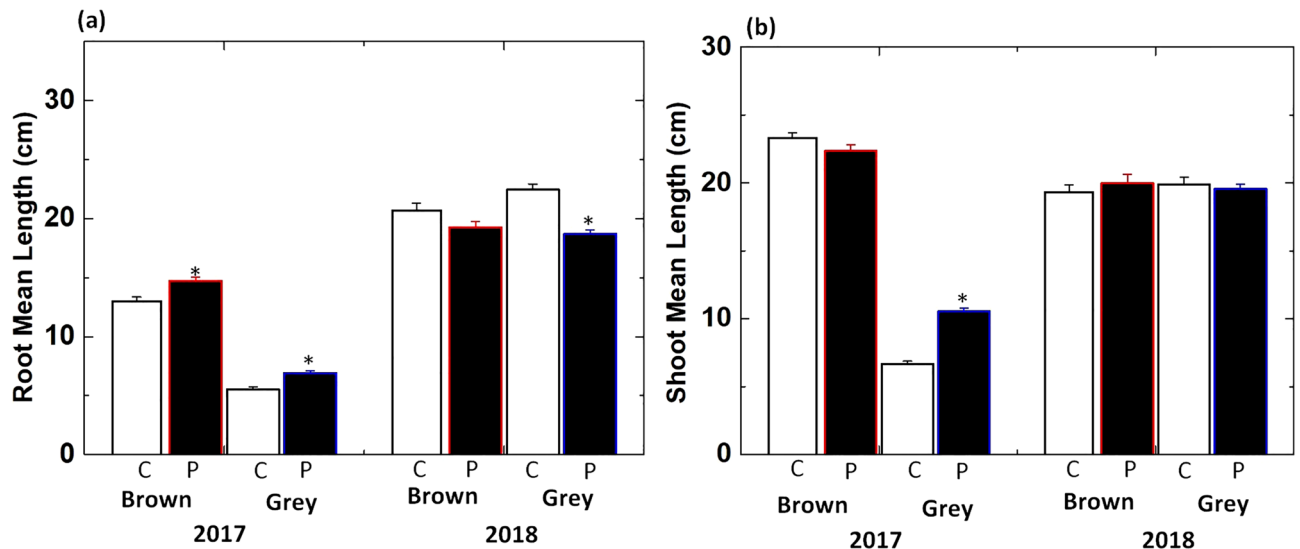 (a)
Root Mean Length (cm)
30
20
10
0
*
*
*
C P C P C P C P
Brown Grey Brown Grey
2017 2018
(b)
Shoot Mean Length (cm)
30
20
10
0
*
C P C P C P C P
Brown Grey Brown Grey
2017 2018